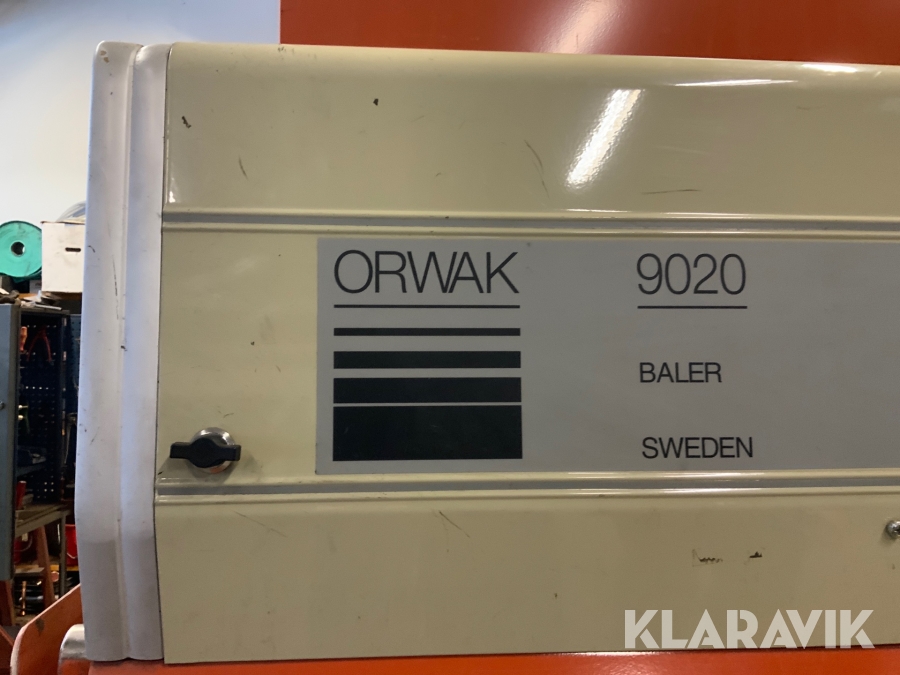 ORWAK 9020
BALER
SWEDEN
KLARAVIK